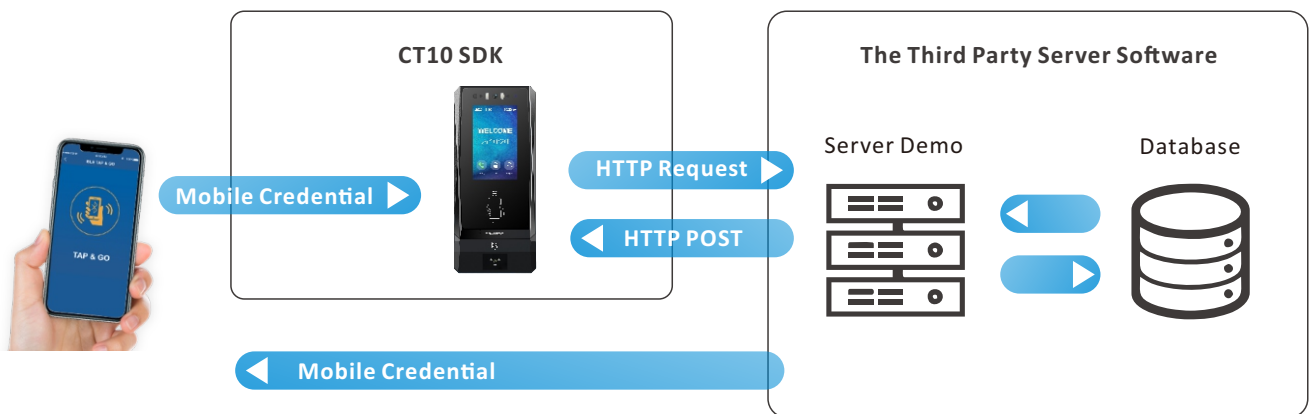 CT10 SDK
The Third Party Server Software
WELCOME
Server Demo
Database
HTTP Request
Mobile Credential
HTTP POST
TAP & GO
Mobile Credential